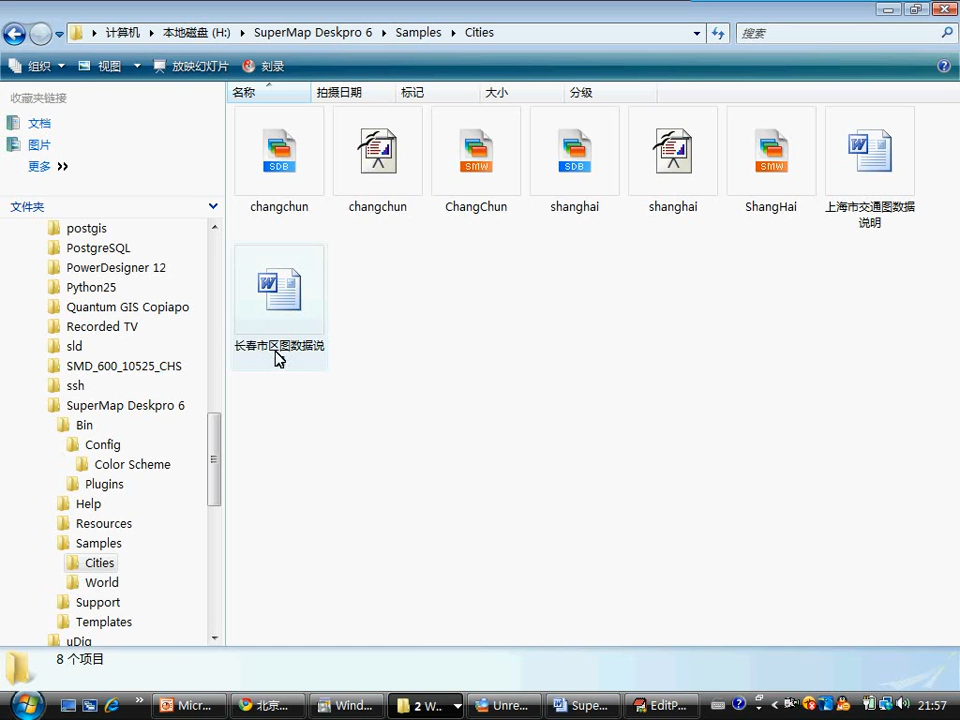 计算机 本地磁盘 (H:) SuperMap Deskpro 6 Samples Cities
搜索
组织 视图 放映幻灯片 刻录
收藏夹链接
文档
图片
更多 >>
文件夹
postgis
PostgreSQL
PowerDesigner 12
Python25
Quantum GIS Copiapo
Recorded TV
sld
SMD_600_10525_CHS
ssh
SuperMap Deskpro 6
Bin
Config
Color Scheme
Plugins
Help
Resources
Samples
Cities
World
Support
Templates
uDig
名称 拍摄日期 标记 大小 分级
SDB
SMW
SDB
SMW
changchun
changchun
ChangChun
shanghai
shanghai
ShangHai
上海市交通图数据
说明
长春市区图数据说
8 个项目
Micr...
北京...
Wind...
2 W...
Unre...
Supe...
EditP...
21:57